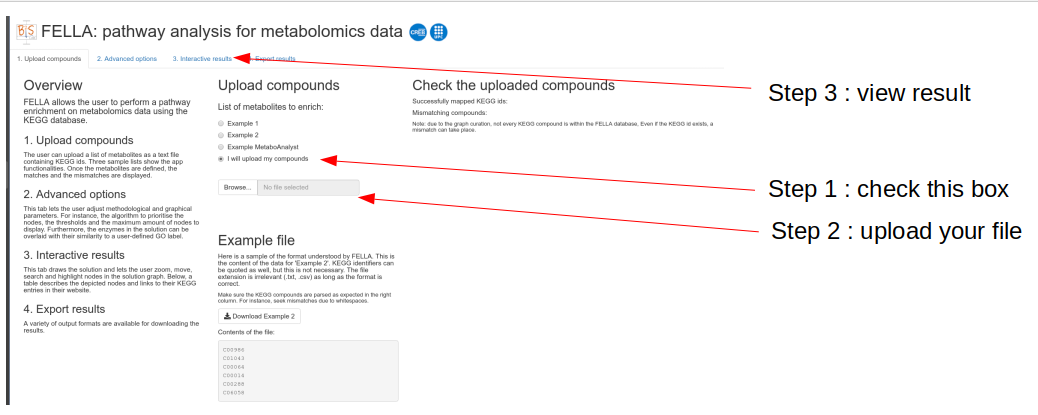 B|S FELLA: pathway analysis for metabolomics data CREB UPC
1. Upload compounds 2. Advanced options 3. Interactive results Export results
Overview
FELLA allows the user to perform a pathway
enrichment on metabolomics data using the
KEGG database.
1. Upload compounds
The user can upload a list of metabolites as a text file
containing KEGG ids. Three sample lists show the app
functionalities. Once the metabolites are defined, the
matches and the mismatches are displayed.
2. Advanced options
This tab lets the user adjust methodological and graphical
parameters. For instance, the algorithm to prioritise the
nodes, the thresholds and the maximum amount of nodes to
display. Furthermore, the enzymes in the solution can be
overlaid with their similarity to a user-defined GO label.
3. Interactive results
This tab draws the solution and lets the user zoom, move,
search and highlight nodes in the solution graph. Below, a
table describes the depicted nodes and links to their KEGG
entries in their website.
4. Export results
A variety of output formats are available for downloading the
results.
Upload compounds
List of metabolites to enrich:
Example 1
Example 2
Example MetaboAnalyst
I will upload my compounds
Browse... No file selected
Example file
Here is a sample of the format understood by FELLA. This is
the content of the data for 'Example 2'. KEGG identifiers can
be quoted as well, but this is not necessary. The file
extension is irrelevant (.txt, .csv) as long as the format is
correct.
Make sure the KEGG compounds are parsed as expected in the right
column. For instance, seek mismatches due to whitespaces.
Download Example 2
Contents of the file:
C00986
C01043
C00064
C00014
C00288
C06058
Check the uploaded compounds
Successfully mapped KEGG ids:
Mismatching compounds:
Note: due to the graph curation, not every KEGG compound is within the FELLA database. Even if the KEGG id exists, a
mismatch can take place.
Step 3 : view result
Step 1 : check this box
Step 2 : upload your file